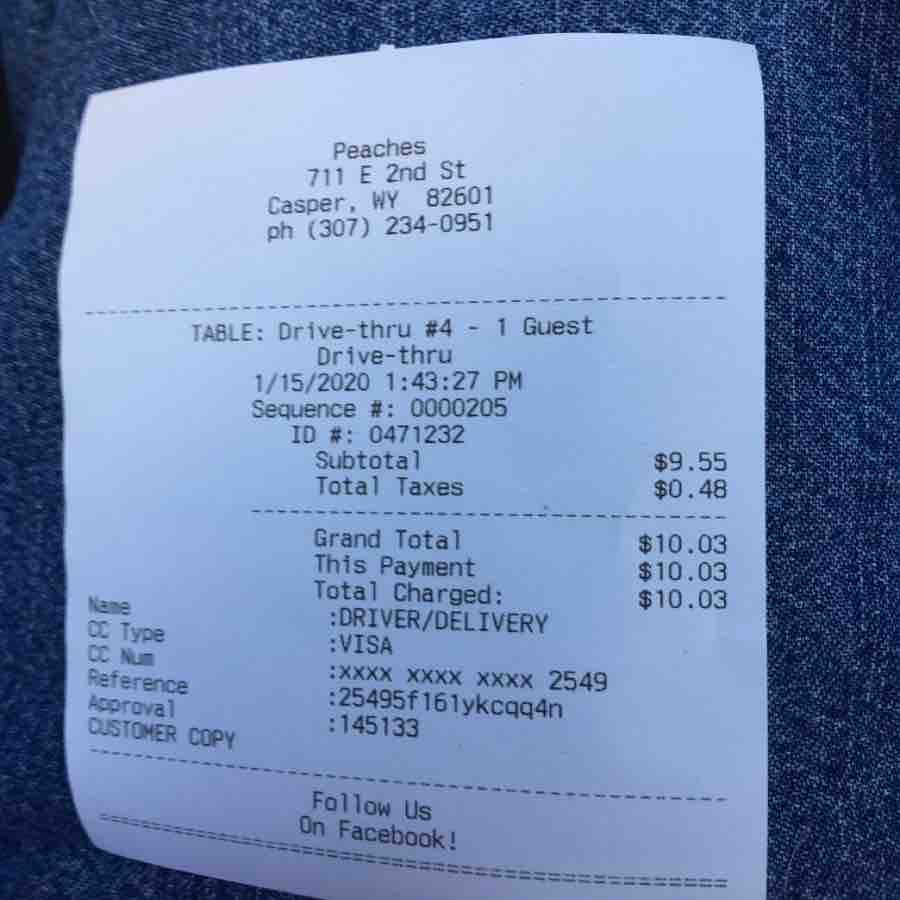 Peaches
711 E 2nd St
Casper, WY 82601
ph (307) 234-0951
TABLE: Drive-thru #4 - 1 Guest
Drive-thru
1/15/2020 1:43:27 PM
Sequence #: 0000205
ID #: 0471232
Subtotal $9.55
Total Taxes $0.48
Grand Total $10.03
This Payment $10.03
Total Charged: $10.03
Name :DRIVER/DELIVERY
CC Type :VISA
CC Num :xxxx xxxx xxxx 2549
Reference :25495f161ykcqq4n
Approval :145133
CUSTOMER COPY
Follow Us
On Facebook!